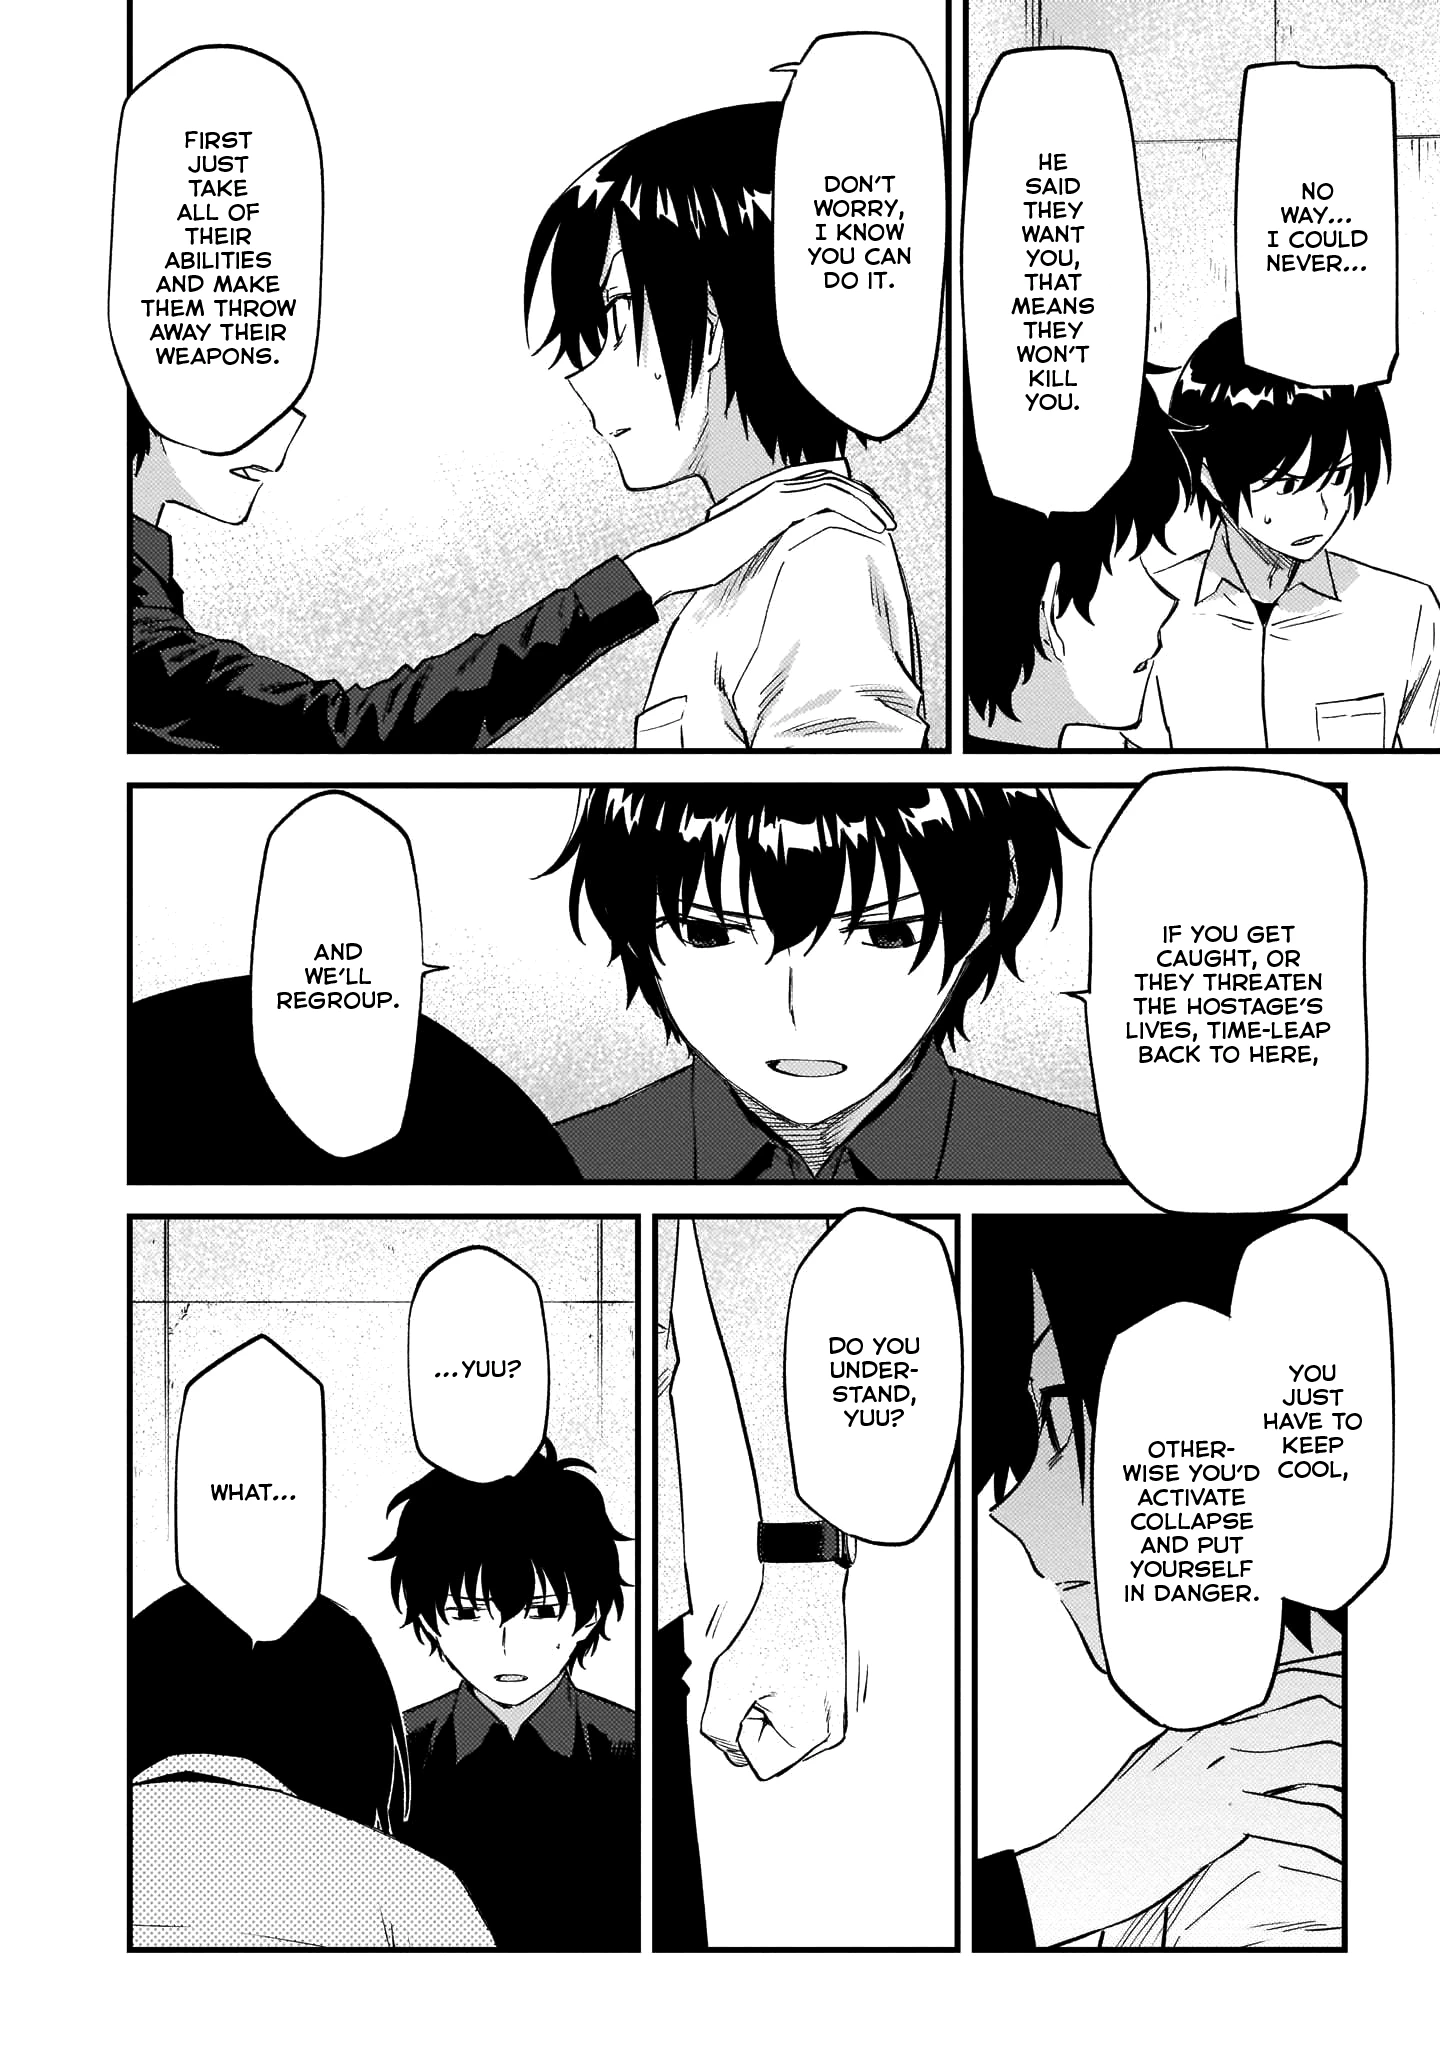 NO
WAY...
I COULD
NEVER...
HE
SAID
THEY
WANT
YOU,
THAT
MEANS
THEY
WON'T
KILL
YOU.
DON'T
WORRY,
I KNOW
YOU CAN
DO IT.
FIRST
JUST
TAKE
ALL OF
THEIR
ABILITIES
AND MAKE
THEM THROW
AWAY THEIR
WEAPONS.
IF YOU GET
CAUGHT, OR
THEY THREATEN
THE HOSTAGE'S
LIVES, TIME-LEAP
BACK TO HERE,
AND
WE'LL
REGROUP.
YOU
JUST
HAVE TO
KEEP
COOL,
OTHER-
WISE YOU'D
ACTIVATE
COLLAPSE
AND PUT
YOURSELF
IN DANGER.
DO YOU
UNDER-
STAND,
YUU?
...YUU?
WHAT...